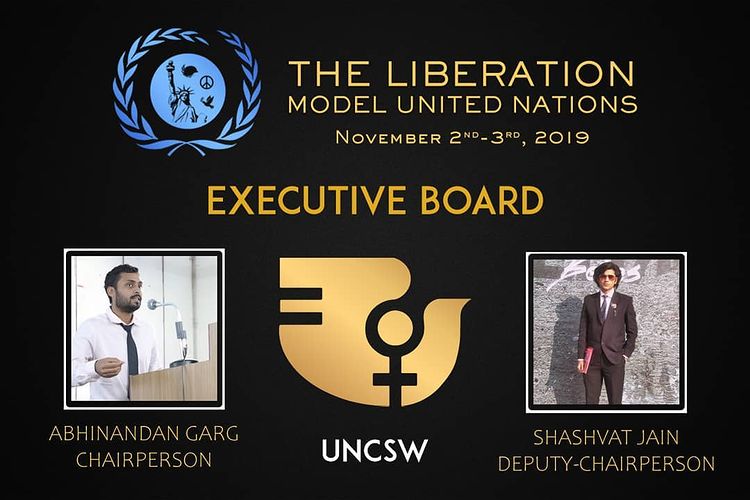 THE LIBERATION
MODEL UNITED NATIONS
NOVEMBER 2ND-3RD, 2019
EXECUTIVE BOARD
ABHINANDAN GARG
CHAIRPERSON
UNCSW
SHASHVAT JAIN
DEPUTY-CHAIRPERSON